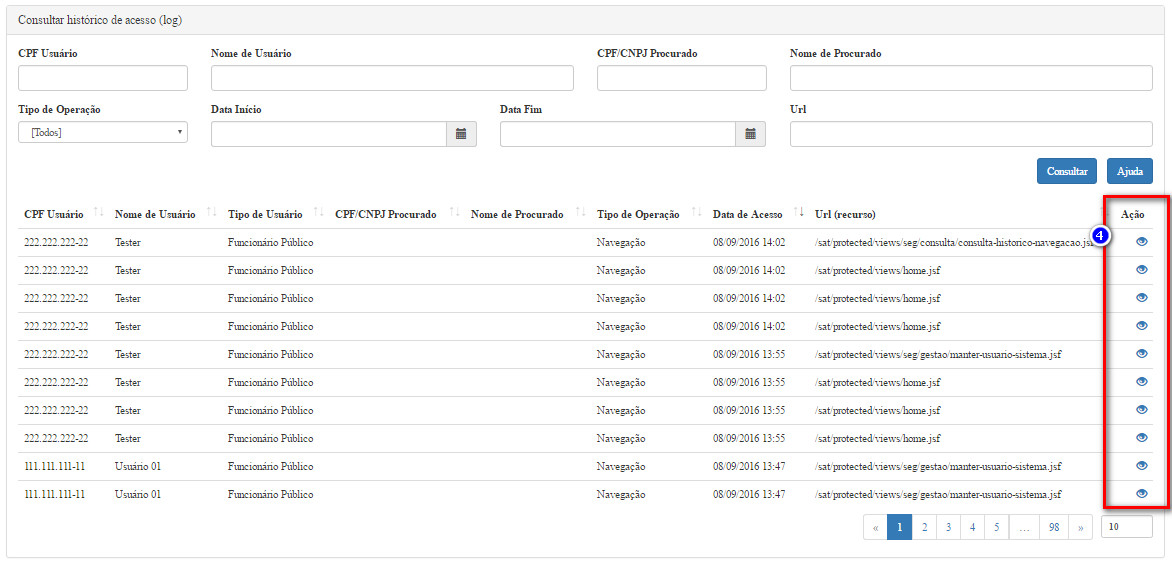 Consultar histórico de acesso (log)
CPF Usuário Nome de Usuário CPF/CNPJ Procurado Nome de Procurado
Tipo de Operação Data Início Data Fim Url
[Todos]
Consultar Ajuda
CPF Usuário Nome de Usuário Tipo de Usuário CPF/CNPJ Procurado Nome de Procurado Tipo de Operação Data de Acesso Url (recurso) Ação
4
222.222.222-22 Tester Funcionário Público Navegação 08/09/2016 14:02 /sat/protected/views/seg/consulta/consulta-historico-navegacao.jsf
222.222.222-22 Tester Funcionário Público Navegação 08/09/2016 14:02 /sat/protected/views/home.jsf
222.222.222-22 Tester Funcionário Público Navegação 08/09/2016 14:02 /sat/protected/views/home.jsf
222.222.222-22 Tester Funcionário Público Navegação 08/09/2016 14:02 /sat/protected/views/home.jsf
222.222.222-22 Tester Funcionário Público Navegação 08/09/2016 13:55 /sat/protected/views/seg/gestao/manter-usuario-sistema.jsf
222.222.222-22 Tester Funcionário Público Navegação 08/09/2016 13:55 /sat/protected/views/home.jsf
222.222.222-22 Tester Funcionário Público Navegação 08/09/2016 13:55 /sat/protected/views/home.jsf
222.222.222-22 Tester Funcionário Público Navegação 08/09/2016 13:55 /sat/protected/views/home.jsf
111.111.111-11 Usuário 01 Funcionário Público Navegação 08/09/2016 13:47 /sat/protected/views/seg/gestao/manter-usuario-sistema.jsf
111.111.111-11 Usuário 01 Funcionário Público Navegação 08/09/2016 13:47 /sat/protected/views/seg/gestao/manter-usuario-sistema.jsf
« 1 2 3 4 5 … 98 » 10